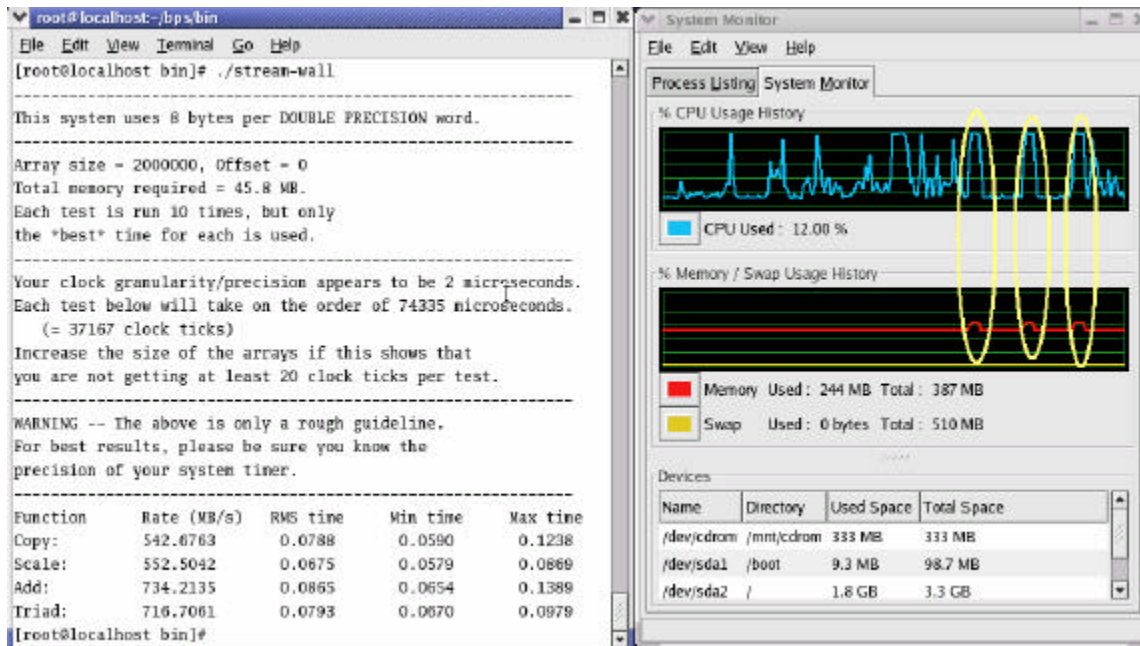 root@localhost:~/bps/bin
File Edit View Terminal Go Help
[root@localhost bin]# ./stream-wall
-------------------------------------------------------------
This system uses 8 bytes per DOUBLE PRECISION word.
-------------------------------------------------------------
Array size = 2000000, Offset = 0
Total memory required = 45.8 MB.
Each test is run 10 times, but only
the *best* time for each is used.
-------------------------------------------------------------
Your clock granularity/precision appears to be 2 microseconds.
Each test below will take on the order of 74335 microseconds.
(= 37167 clock ticks)
Increase the size of the arrays if this shows that
you are not getting at least 20 clock ticks per test.
-------------------------------------------------------------
WARNING -- The above is only a rough guideline.
For best results, please be sure you know the
precision of your system timer.
-------------------------------------------------------------
Function Rate (MB/s) RMS time Min time Max time
Copy: 542.6763 0.0788 0.0590 0.1238
Scale: 552.5042 0.0675 0.0579 0.0869
Add: 734.2135 0.0865 0.0654 0.1389
Triad: 716.7061 0.0793 0.0670 0.0979
[root@localhost bin]#
System Monitor
File Edit View Help
Process Listing System Monitor
% CPU Usage History
CPU Used : 12.00 %
% Memory / Swap Usage History
Memory Used : 244 MB Total : 387 MB
Swap Used : 0 bytes Total : 510 MB
Devices
Name Directory Used Space Total Space
/dev/cdrom /mnt/cdrom 333 MB 333 MB
/dev/sda1 /boot 9.3 MB 98.7 MB
/dev/sda2 / 1.8 GB 3.3 GB